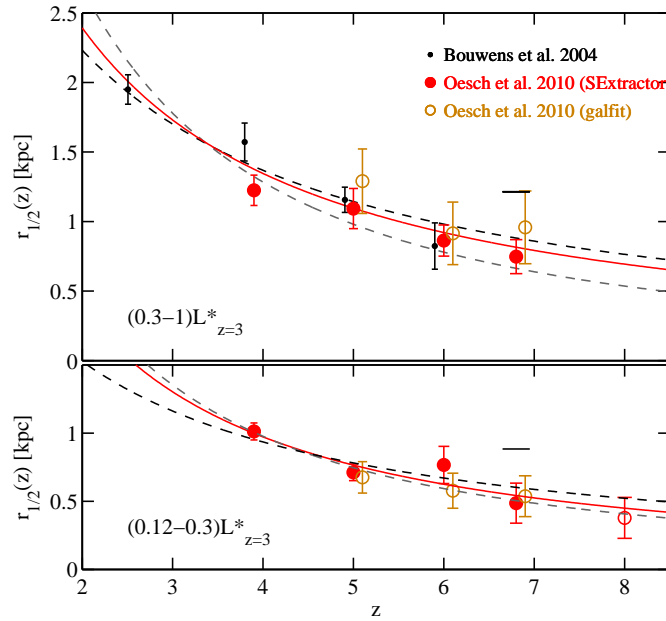 2.5
2
1.5
1
0.5
0
r1/2(z) [kpc]
Bouwens et al. 2004
Oesch et al. 2010 (SExtractor
Oesch et al. 2010 (galfit)
(0.3−1)L*z=3
1
0.5
0
r1/2(z) [kpc]
(0.12−0.3)L*z=3
2 3 4 5 6 7 8
z